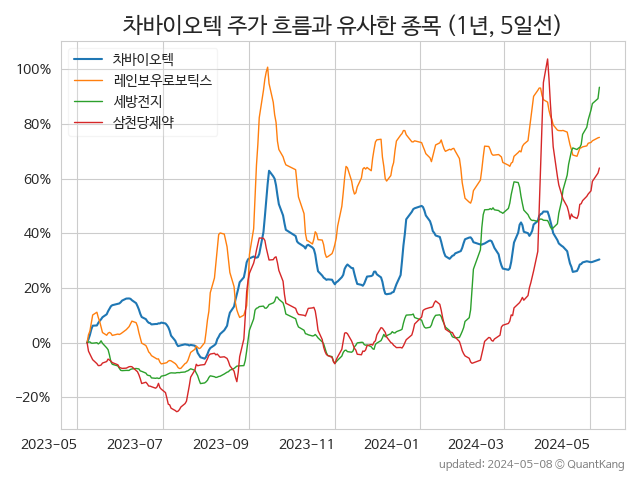 차바이오텍 주가 흐름과 유사한 종목 (1년, 5일선)
차바이오텍
레인보우로보틱스
세방전지
삼천당제약
100%
80%
60%
40%
20%
0%
−20%
2023-05 2023-07 2023-09 2023-11 2024-01 2024-03 2024-05
updated: 2024-05-08 © QuantKang